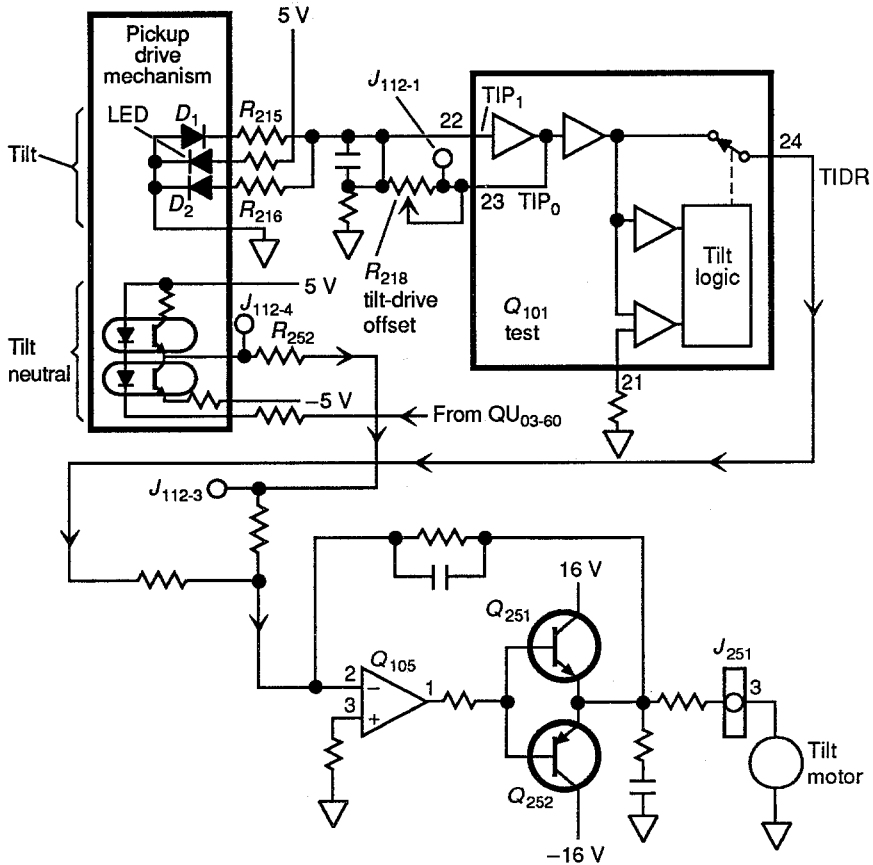 5 V
Pickup
drive
mechanism
J112-1
LED
D1
R215
22
TIP1
24
Tilt
TIDR
D2
R216
23
TIP0
R218
tilt-drive
offset
Tilt
logic
5 V
J112-4
Q101
test
Tilt
neutral
R252
21
−5 V
From QU03-60
J112-3
16 V
Q251
Q105
J251
2
−
1
3
3
+
Tilt
motor
Q252
−16 V